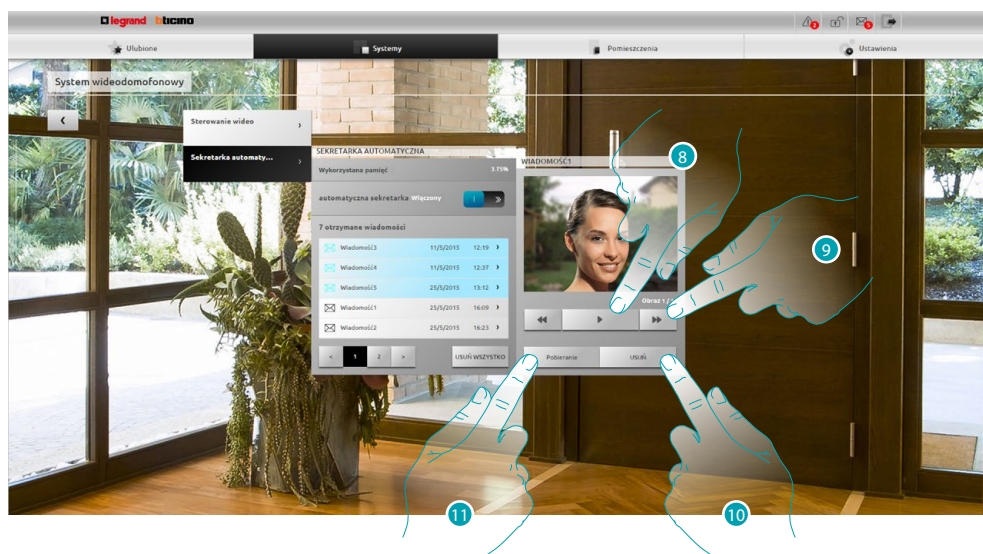 legrand bticino
2
5
Ulubione
Systemy
Pomieszczenia
Ustawienia
System wideodomofonowy
Sterowanie wideo
Sekretarka automaty...
SEKRETARKA AUTOMATYCZNA
Wykorzystana pamięć 3.75%
automatyczna sekretarka Włączony
7 otrzymane wiadomości
Wiadomość3 11/5/2015 12:19
Wiadomość4 11/5/2015 12:37
Wiadomość5 25/5/2015 13:12
Wiadomość1 25/5/2015 16:09
Wiadomość2 25/5/2015 16:23
< 1 2 >
USUŃ WSZYSTKO
WIADOMOŚĆ1
Obraz 1 /
Pobieranie
USUŃ
8
9
10
11